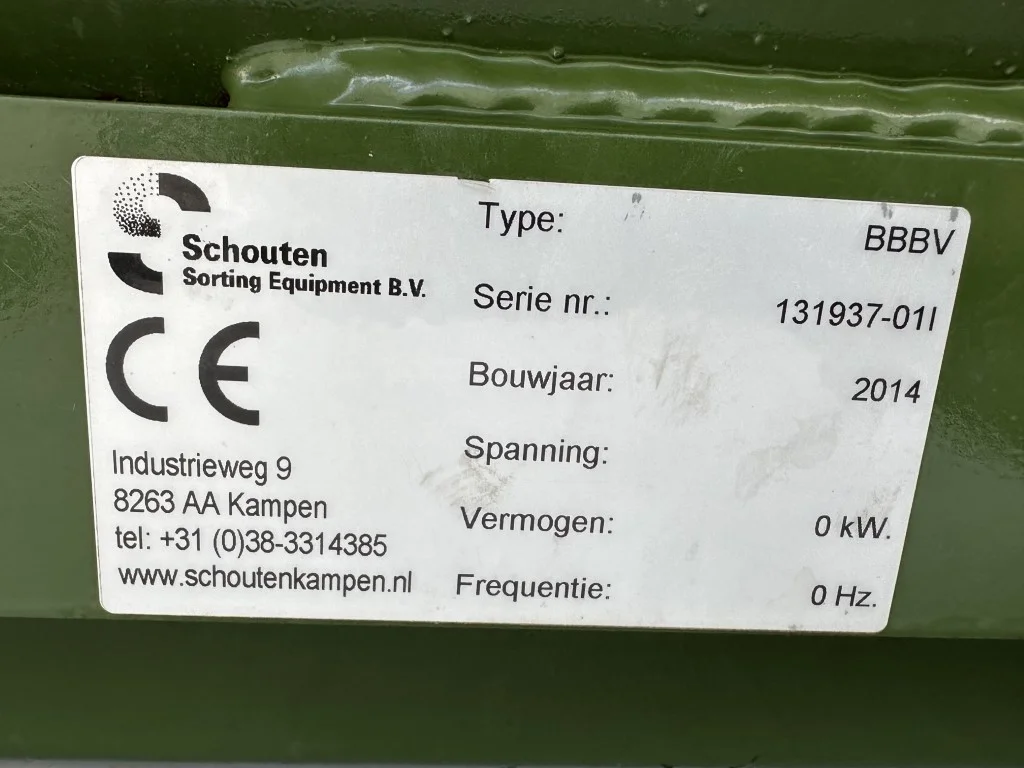 Schouten
Sorting Equipment B.V.
CE
Industrieweg 9
8263 AA Kampen
tel: +31 (0)38-3314385
www.schoutenkampen.nl
Type: BBBV
Serie nr.: 131937-01I
Bouwjaar: 2014
Spanning:
Vermogen: 0 kW.
Frequentie: 0 Hz.